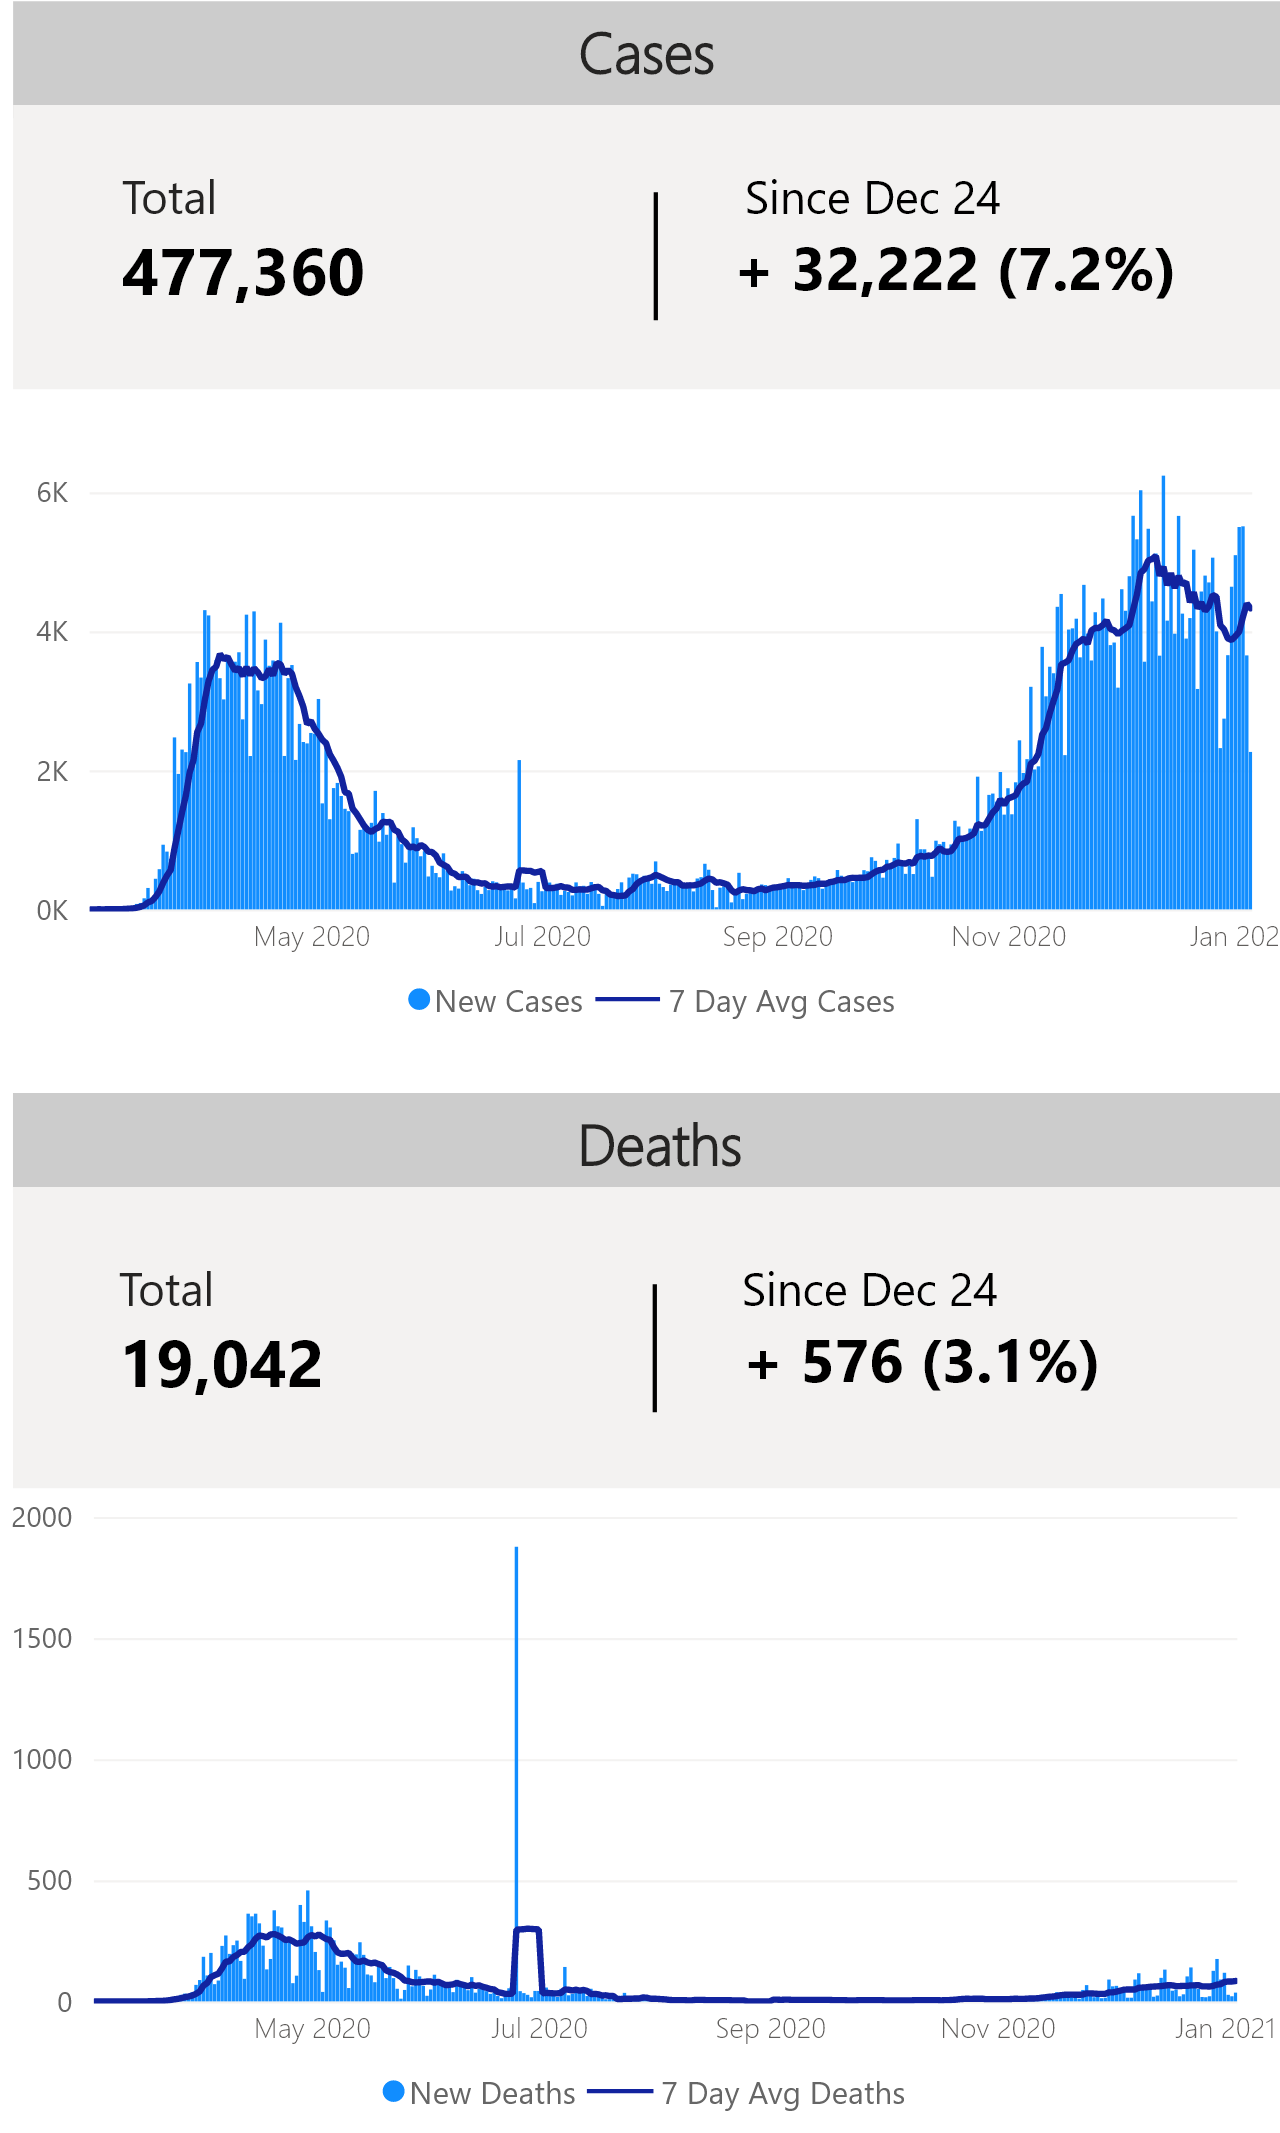 Cases
Total
Since Dec 24
477,360
+ 32,222 (7.2%)
6K
4K
2K
0K
May 2020
Jul 2020
Sep 2020
Nov 2020
Jan 202
New Cases
7 Day Avg Cases
Deaths
Total
Since Dec 24
19,042
+ 576 (3.1%)
2000
1500
1000
500
0
May 2020
Jul 2020
Sep 2020
Nov 2020
Jan 2021
New Deaths
7 Day Avg Deaths